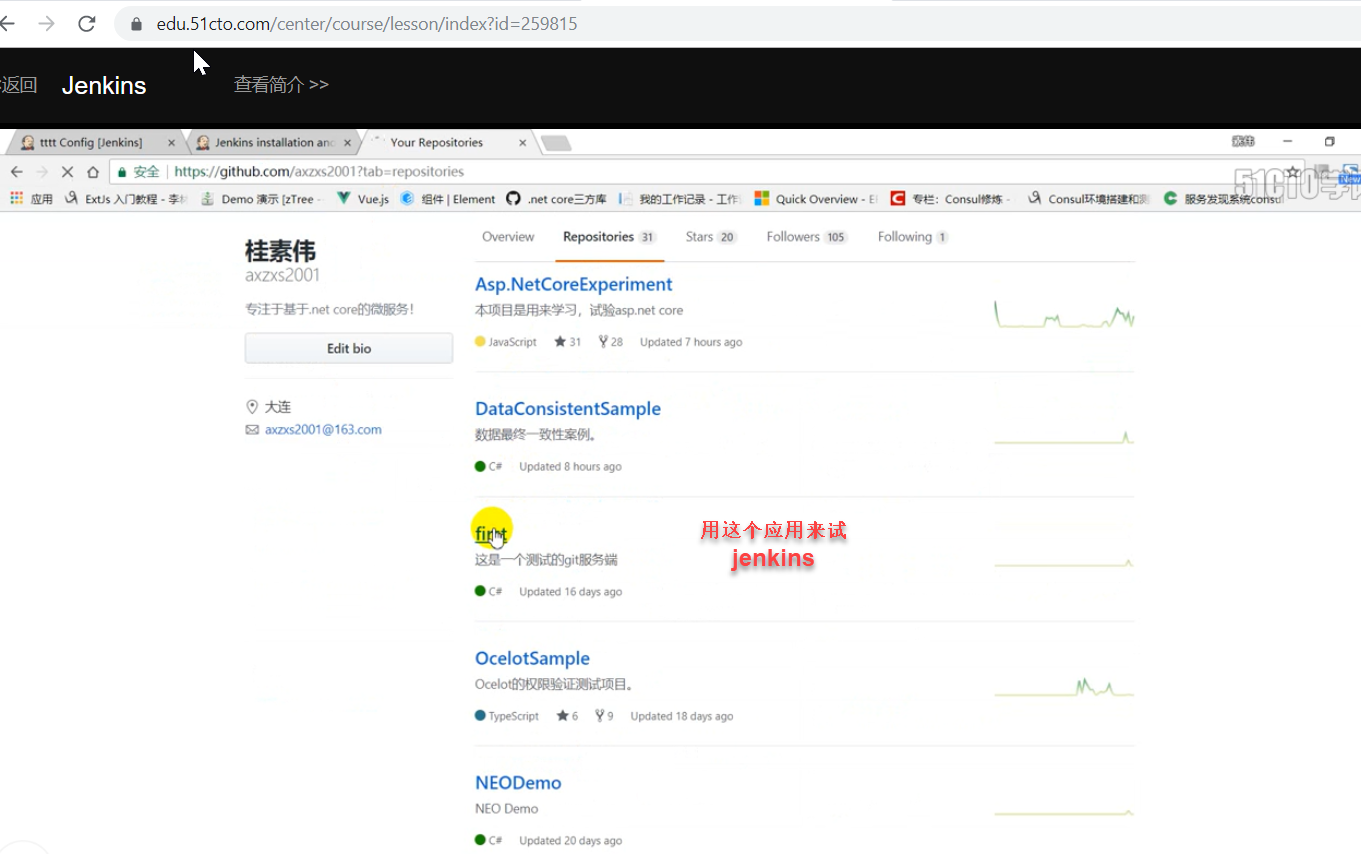 edu.51cto.com/center/course/lesson/index?id=259815
返回 Jenkins 查看简介 >>
tttt Config [Jenkins] Jenkins installation and Your Repositories
安全 https://github.com/axzxs2001?tab=repositories
应用 ExtJs 入门教程 - 李 Demo 演示 [zTree - Vue.js 组件 | Element .net core三方库 我的工作记录 - 工作 Quick Overview - 专栏：Consul修炼 - Consul环境搭建和测 服务发现系统consul
51CTO学
Overview Repositories 31 Stars 20 Followers 105 Following 1
桂素伟
axzxs2001
专注于基于.net core的微服务！
Edit bio
大连
axzxs2001@163.com
Asp.NetCoreExperiment
本项目是用来学习，试验asp.net core
JavaScript 31 28 Updated 7 hours ago
DataConsistentSample
数据最终一致性案例。
C# Updated 8 hours ago
用这个应用来试
jenkins
这是一个测试的git服务端
C# Updated 16 days ago
OcelotSample
Ocelot的权限验证测试项目。
TypeScript 6 9 Updated 18 days ago
NEODemo
NEO Demo
C# Updated 20 days ago